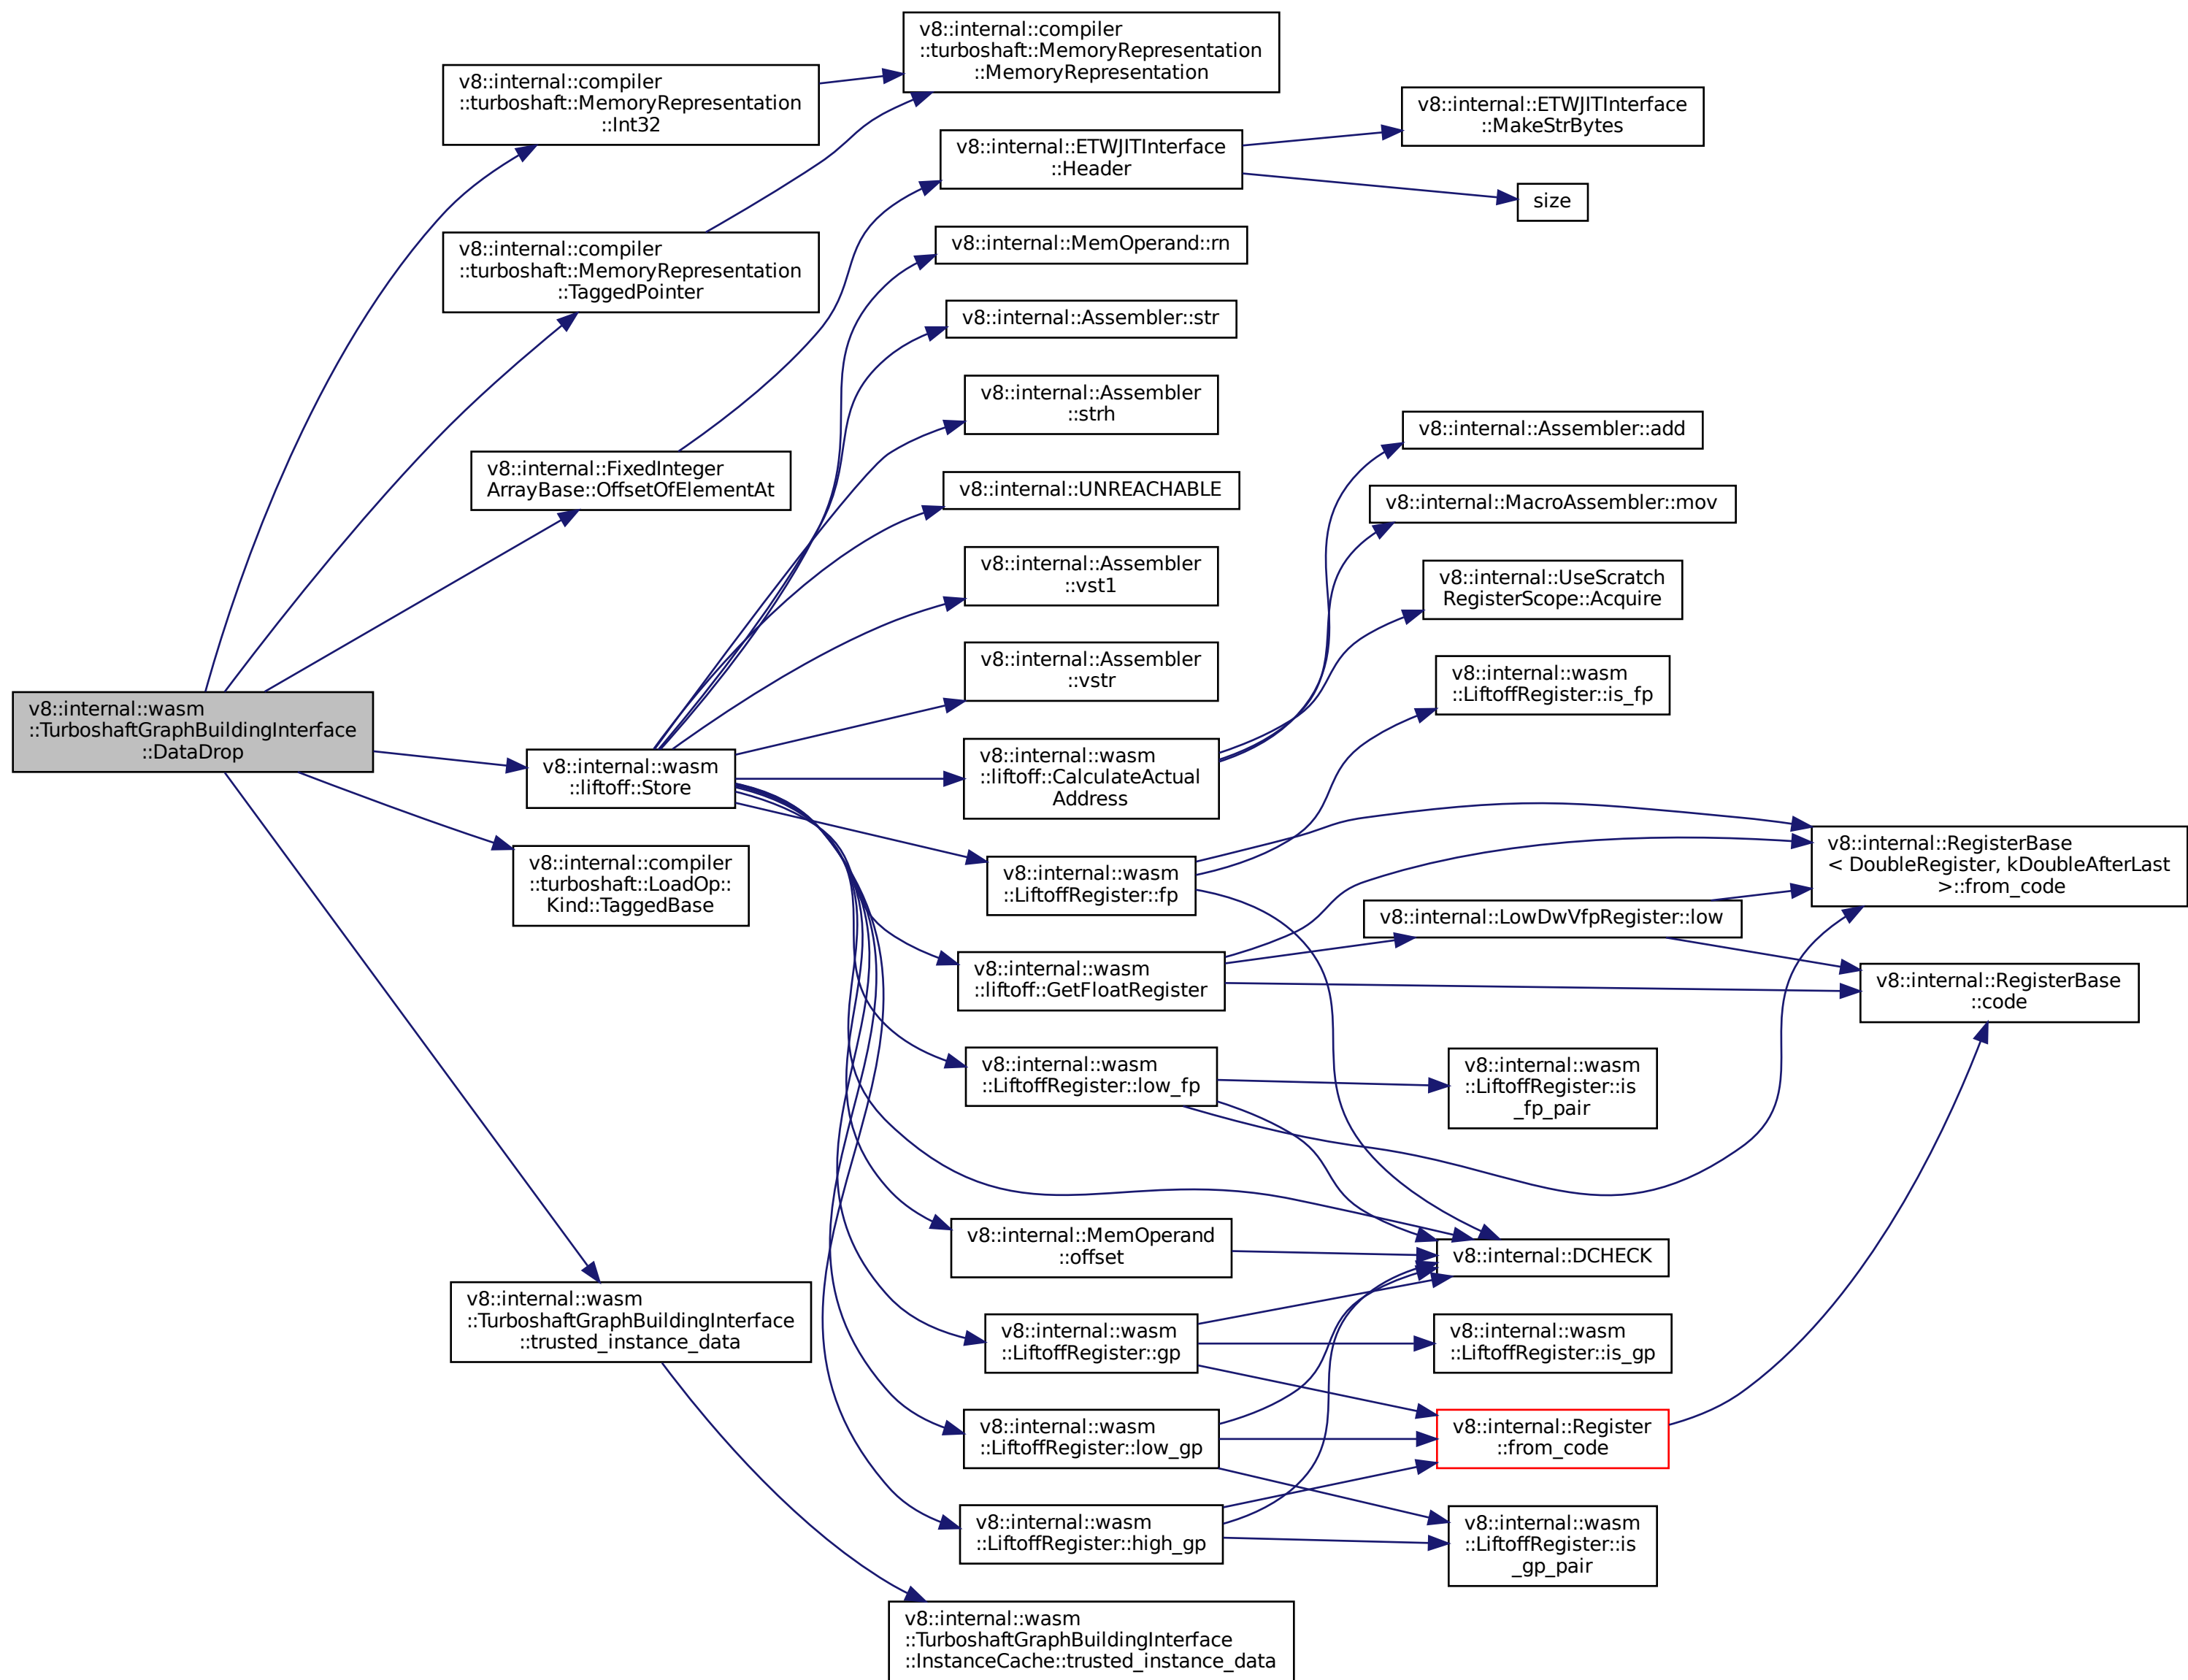 v8::internal::wasm
::TurboshaftGraphBuildingInterface
::DataDrop
v8::internal::compiler
::turboshaft::MemoryRepresentation
::Int32
v8::internal::compiler
::turboshaft::MemoryRepresentation
::TaggedPointer
v8::internal::FixedInteger
ArrayBase::OffsetOfElementAt
v8::internal::wasm
::liftoff::Store
v8::internal::compiler
::turboshaft::LoadOp::
Kind::TaggedBase
v8::internal::wasm
::TurboshaftGraphBuildingInterface
::trusted_instance_data
v8::internal::compiler
::turboshaft::MemoryRepresentation
::MemoryRepresentation
v8::internal::ETWJITInterface
::Header
v8::internal::MemOperand::rn
v8::internal::Assembler::str
v8::internal::Assembler
::strh
v8::internal::UNREACHABLE
v8::internal::Assembler
::vst1
v8::internal::Assembler
::vstr
v8::internal::wasm
::liftoff::CalculateActual
Address
v8::internal::wasm
::LiftoffRegister::fp
v8::internal::wasm
::liftoff::GetFloatRegister
v8::internal::wasm
::LiftoffRegister::low_fp
v8::internal::MemOperand
::offset
v8::internal::wasm
::LiftoffRegister::gp
v8::internal::wasm
::LiftoffRegister::low_gp
v8::internal::wasm
::LiftoffRegister::high_gp
v8::internal::wasm
::TurboshaftGraphBuildingInterface
::InstanceCache::trusted_instance_data
v8::internal::ETWJITInterface
::MakeStrBytes
size
v8::internal::Assembler::add
v8::internal::MacroAssembler::mov
v8::internal::UseScratch
RegisterScope::Acquire
v8::internal::wasm
::LiftoffRegister::is_fp
v8::internal::LowDwVfpRegister::low
v8::internal::wasm
::LiftoffRegister::is
_fp_pair
v8::internal::DCHECK
v8::internal::wasm
::LiftoffRegister::is_gp
v8::internal::Register
::from_code
v8::internal::wasm
::LiftoffRegister::is
_gp_pair
v8::internal::RegisterBase
< DoubleRegister, kDoubleAfterLast
>::from_code
v8::internal::RegisterBase
::code